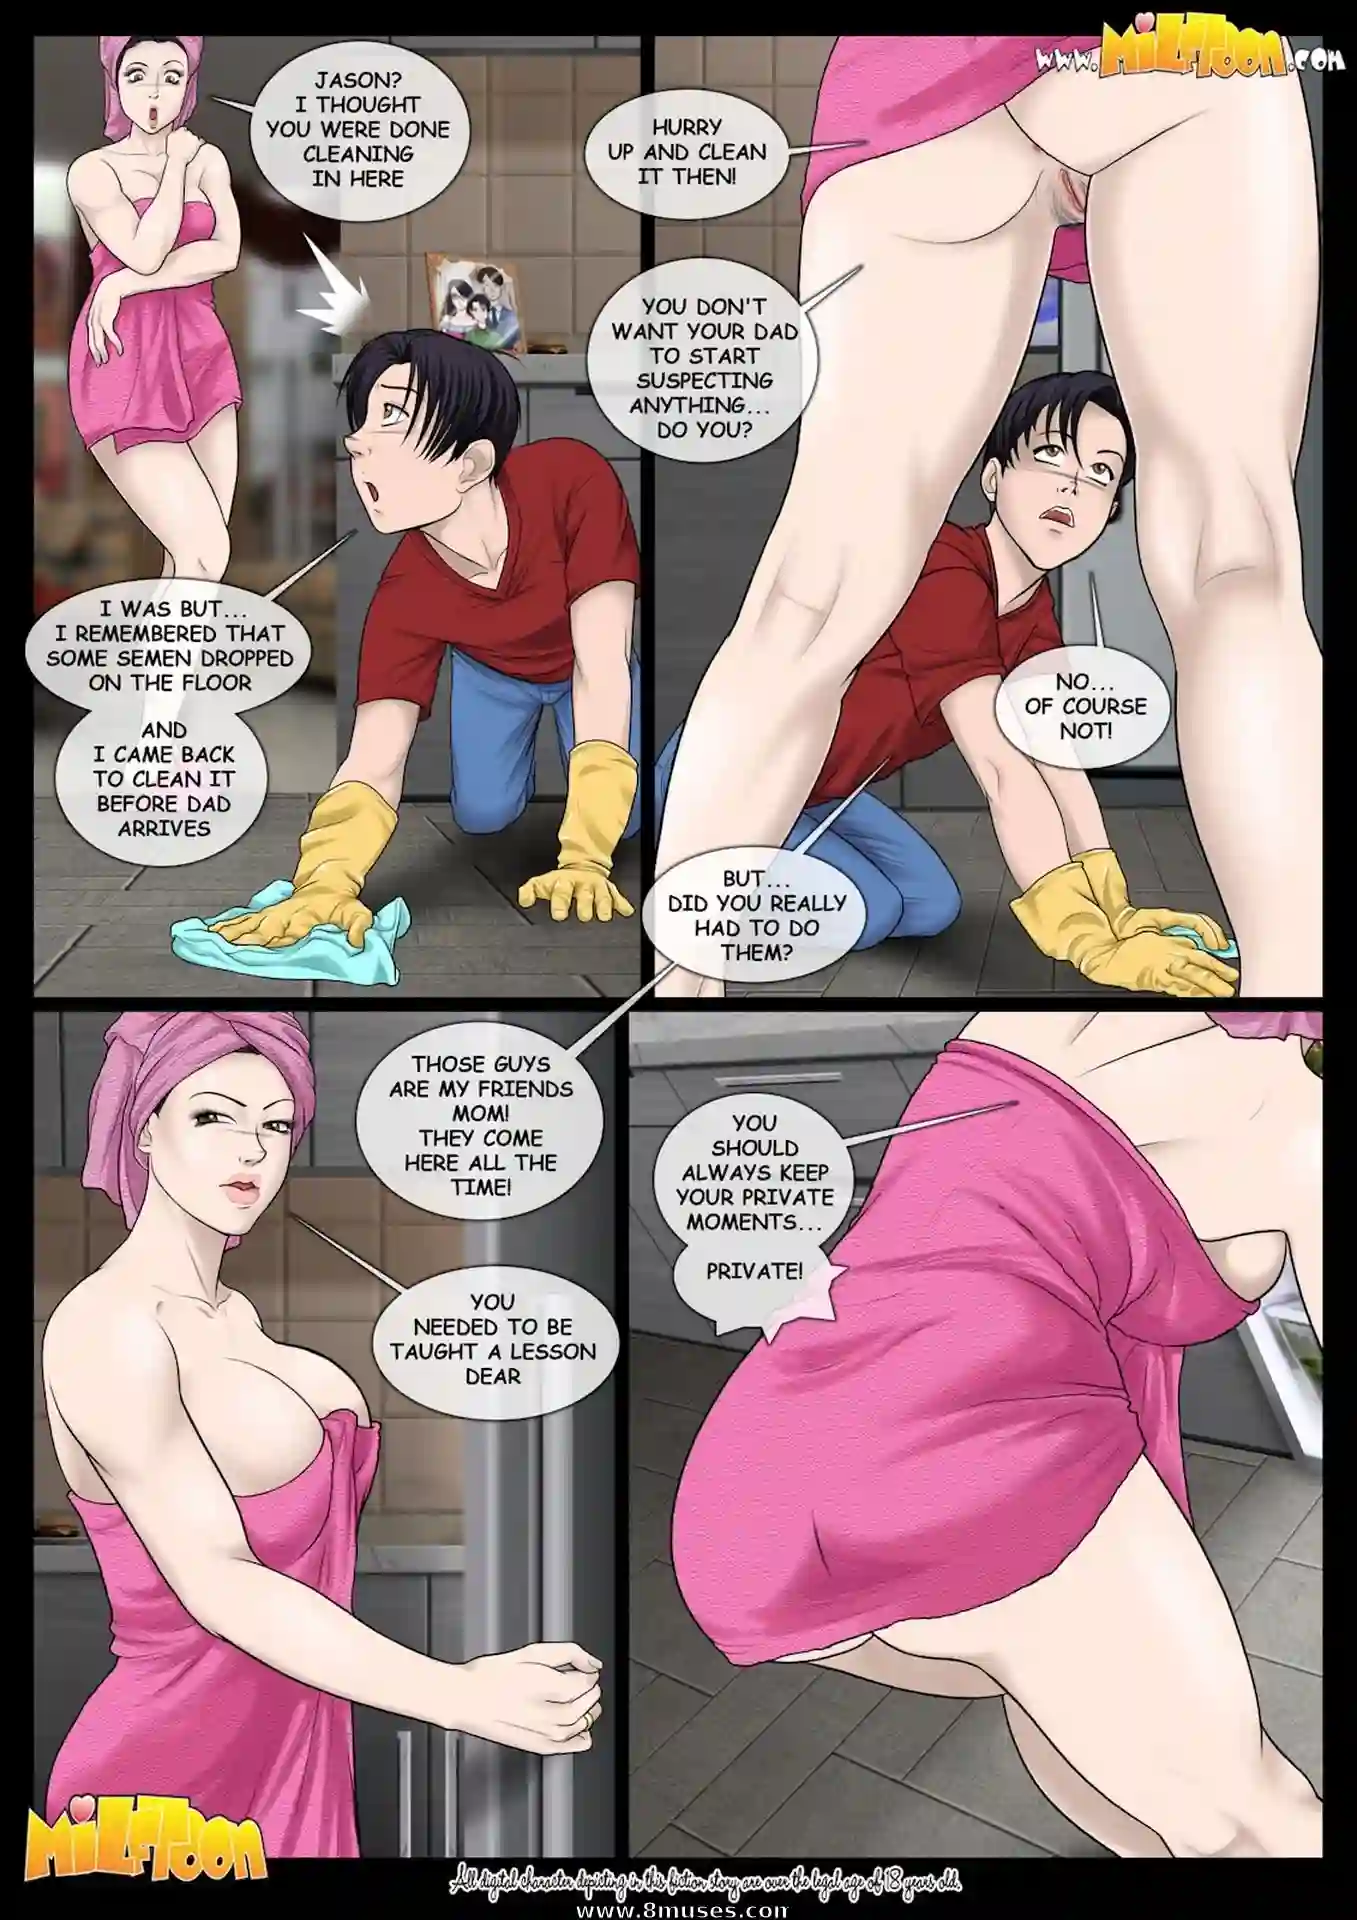 www.MiLFToon.com
JASON?
I THOUGHT
YOU WERE DONE
CLEANING
IN HERE
I WAS BUT...
I REMEMBERED THAT
SOME SEMEN DROPPED
ON THE FLOOR
AND
I CAME BACK
TO CLEAN IT
BEFORE DAD
ARRIVES
HURRY
UP AND CLEAN
IT THEN!
YOU DON'T
WANT YOUR DAD
TO START
SUSPECTING
ANYTHING...
DO YOU?
NO...
OF COURSE
NOT!
BUT...
DID YOU REALLY
HAD TO DO
THEM?
THOSE GUYS
ARE MY FRIENDS
MOM!
THEY COME
HERE ALL THE
TIME!
YOU
NEEDED TO BE
TAUGHT A LESSON
DEAR
YOU
SHOULD
ALWAYS KEEP
YOUR PRIVATE
MOMENTS...
PRIVATE!
MiLFToon
All digital character depicting in this fiction story are over the legal age of 18 years old.
www.8muses.com